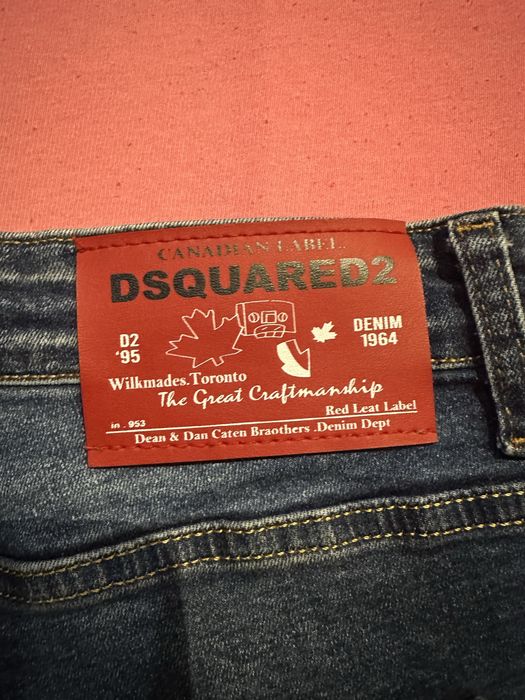 CANADIAN LABEL..
DSQUARED2
D2
'95
DENIM
1964
Wilkmades.Toronto
The Great Craftmanship
Red Leat Label
in . 953
Dean & Dan Caten Braothers .Denim Dept